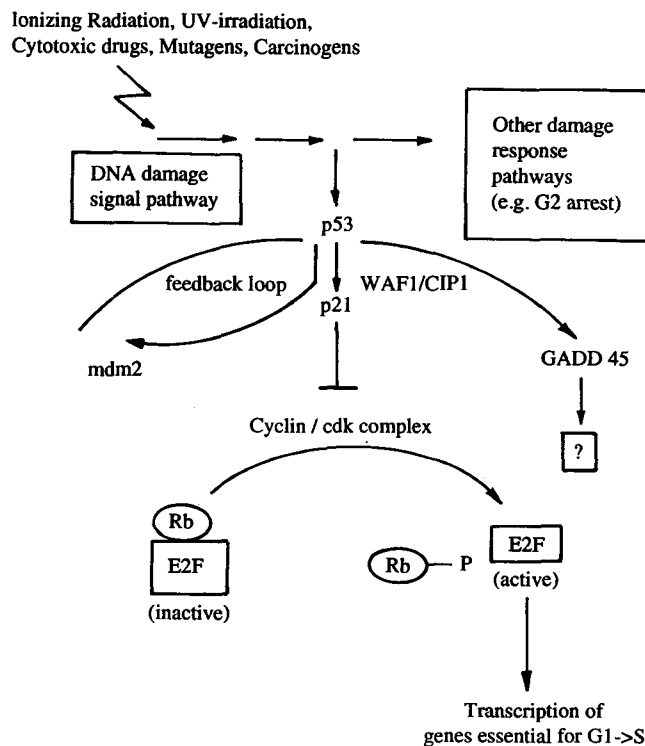 Ionizing Radiation, UV-irradiation,
Cytotoxic drugs, Mutagens, Carcinogens
DNA damage
signal pathway
Other damage
response
pathways
(e.g. G2 arrest)
p53
feedback loop
WAF1/CIP1
p21
mdm2
GADD 45
?
Cyclin / cdk complex
Rb
E2F
(inactive)
Rb
P
E2F
(active)
Transcription of
genes essential for G1->S